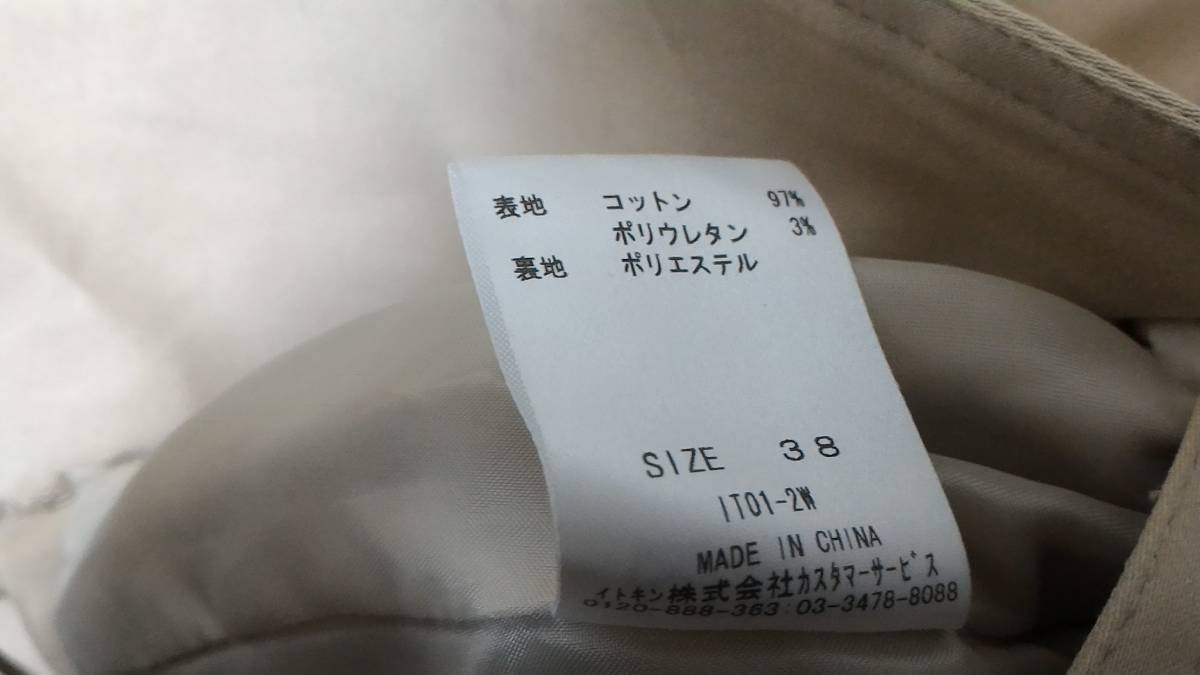 表地 コットン 97%
ポリウレタン 3%
裏地 ポリエステル
SIZE 38
IT01-2W
MADE IN CHINA
イトキン株式会社カスタマーサービス
0120-888-363:03-3478-8088